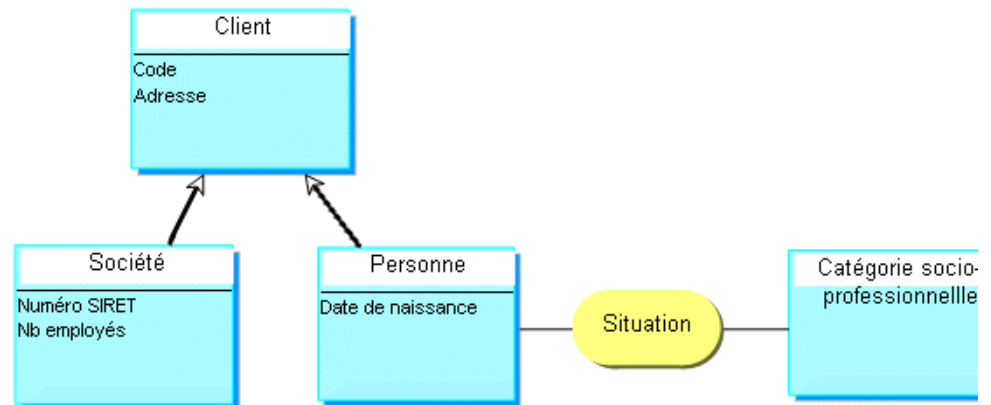 Client
Code
Adresse
Société
Numéro SIRET
Nb employés
Personne
Date de naissance
Situation
Catégorie socio-
professionnellle